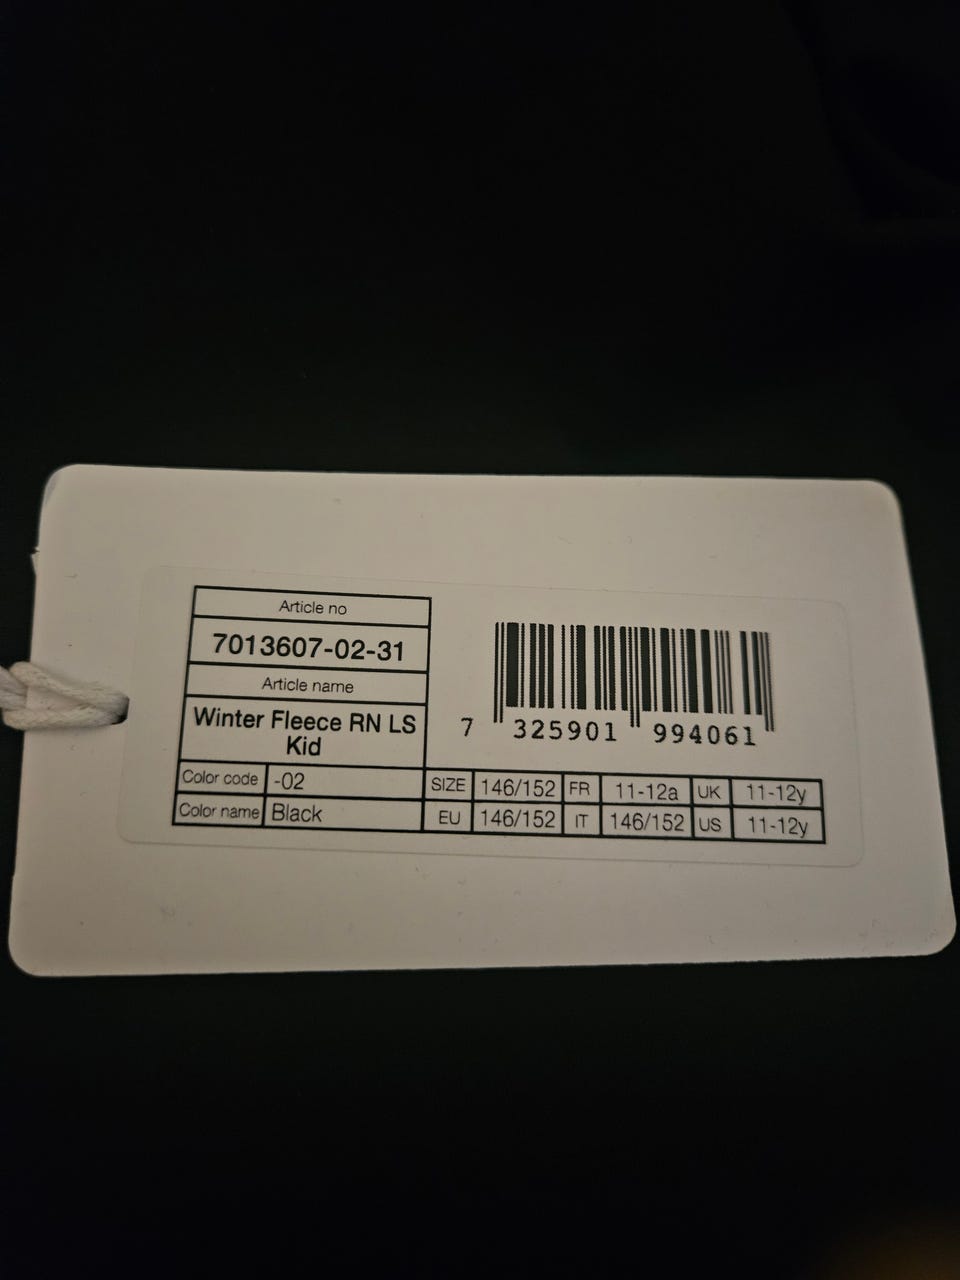 Article no
7013607-02-31
Article name
Winter Fleece RN LS
Kid
Color code -02
Color name Black
7 325901 994061
SIZE 146/152 FR 11-12a UK 11-12y
EU 146/152 IT 146/152 US 11-12y